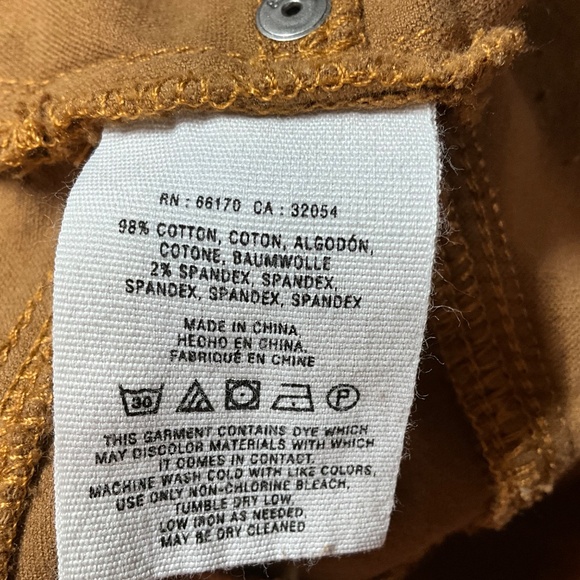 RN : 66170 CA : 32054
98% COTTON, COTON, ALGODÓN,
COTONE, BAUMWOLLE
2% SPANDEX, SPANDEX,
SPANDEX, SPANDEX, SPANDEX
MADE IN CHINA
HECHO EN CHINA,
FABRIQUÉ EN CHINE
30 P
THIS GARMENT CONTAINS DYE WHICH
MAY DISCOLOR MATERIALS WITH WHICH
IT COMES IN CONTACT.
MACHINE WASH COLD WITH LIKE COLORS,
USE ONLY NON-CHLORINE BLEACH,
TUMBLE DRY LOW,
LOW IRON AS NEEDED
MAY BE DRY CLEANED